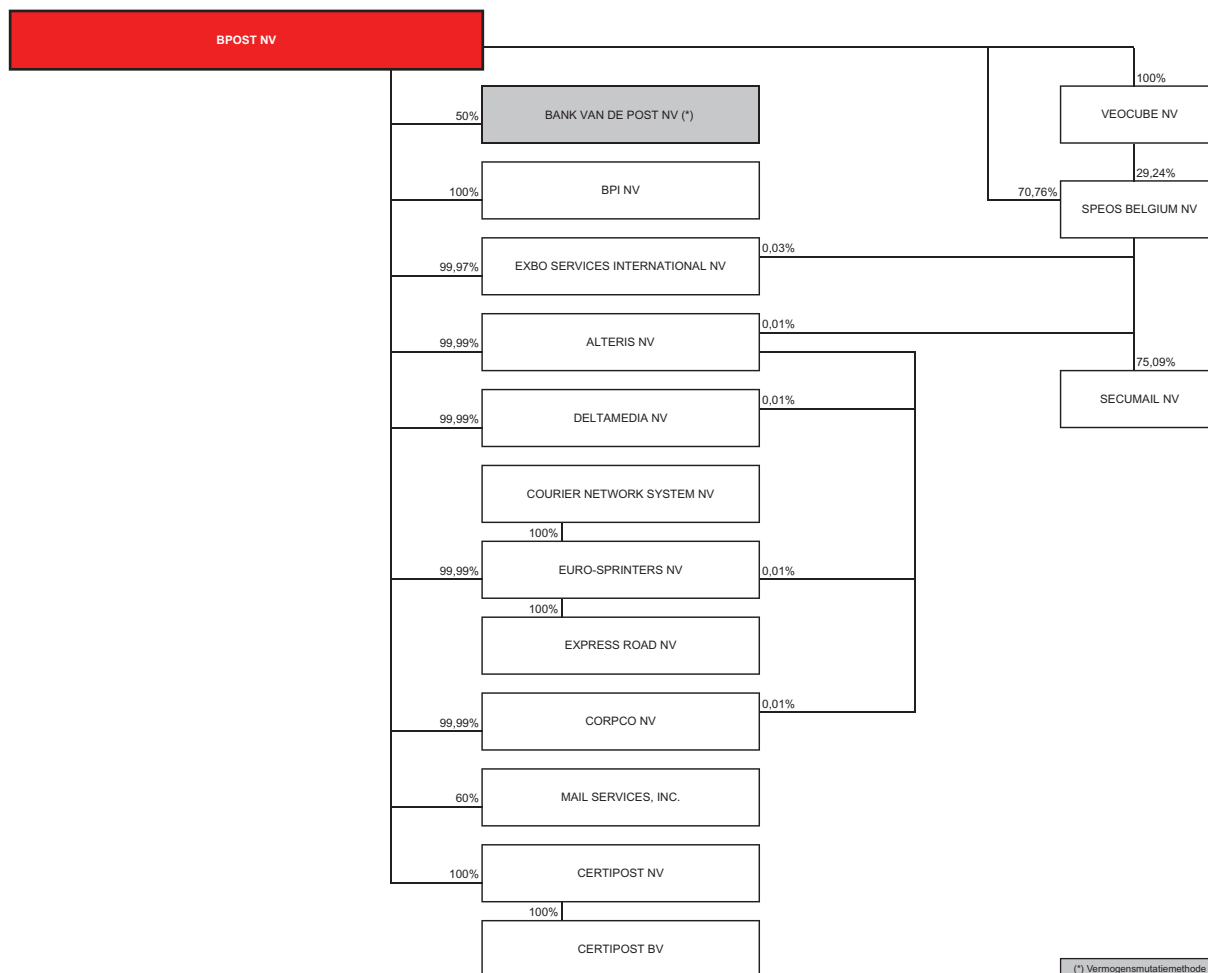 BPOST NV
100%
50%
BANK VAN DE POST NV (*)
VEOCUBE NV
100%
BPI NV
29,24%
70,76%
SPEOS BELGIUM NV
99,97%
EXBO SERVICES INTERNATIONAL NV
0,03%
99,99%
ALTERIS NV
0,01%
75,09%
SECUMAIL NV
99,99%
DELTAMEDIA NV
0,01%
COURIER NETWORK SYSTEM NV
100%
99,99%
EURO-SPRINTERS NV
0,01%
100%
EXPRESS ROAD NV
99,99%
CORPCO NV
0,01%
60%
MAIL SERVICES, INC.
100%
CERTIPOST NV
100%
CERTIPOST BV
(*) Vermogensmutatiemethode